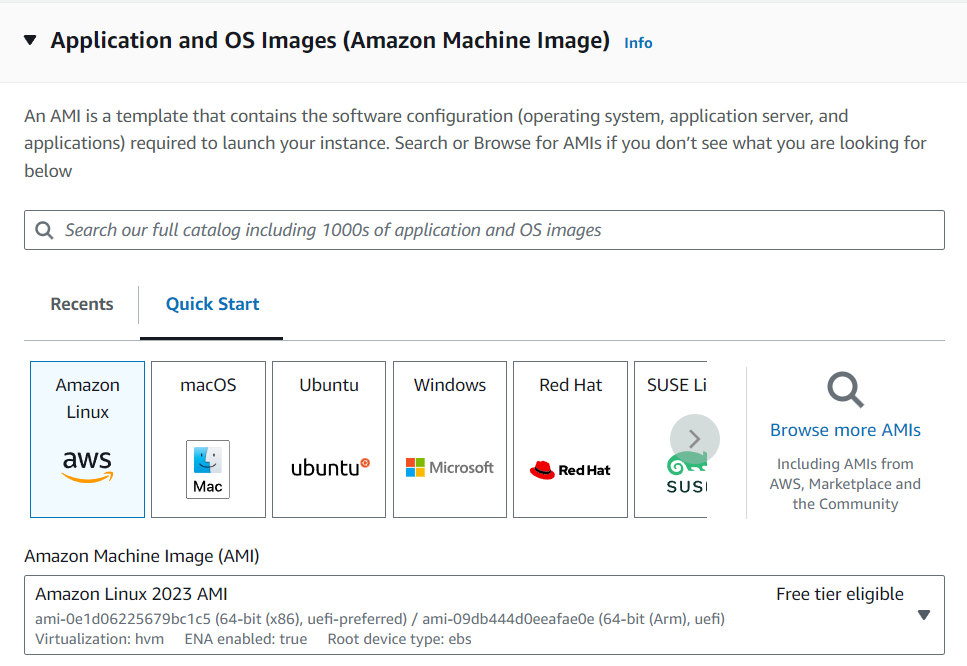 Application and OS Images (Amazon Machine Image) Info
An AMI is a template that contains the software configuration (operating system, application server, and
applications) required to launch your instance. Search or Browse for AMIs if you don’t see what you are looking for
below
Search our full catalog including 1000s of application and OS images
Recents
Quick Start
Amazon
Linux
aws
macOS
Mac
Ubuntu
ubuntu
Windows
Microsoft
Red Hat
Red Hat
SUSE Li
SUS
Browse more AMIs
Including AMIs from
AWS, Marketplace and
the Community
Amazon Machine Image (AMI)
Amazon Linux 2023 AMI
Free tier eligible
ami-0e1d06225679bc1c5 (64-bit (x86), uefi-preferred) / ami-09db444d0eeafae0e (64-bit (Arm), uefi)
Virtualization: hvm ENA enabled: true Root device type: ebs